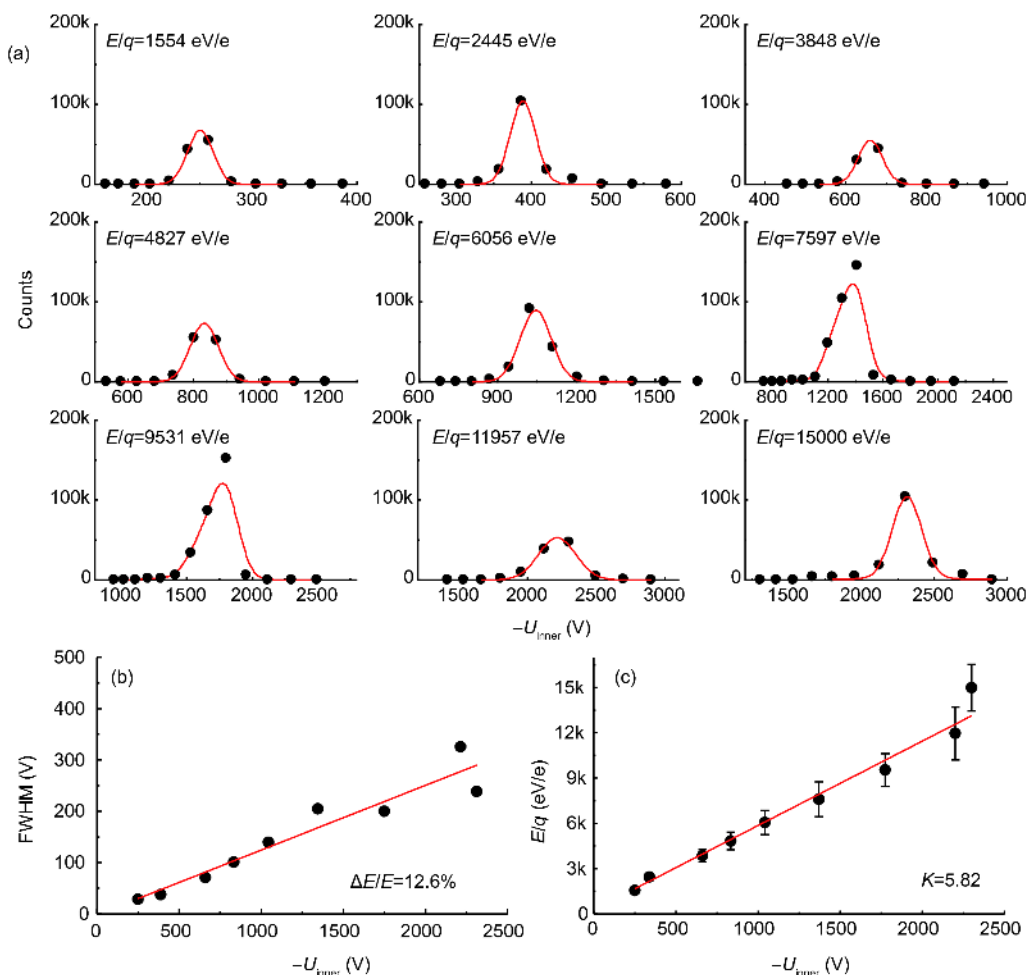 (a)
E/q=1554 eV/e
E/q=2445 eV/e
E/q=3848 eV/e
200k
100k
0
200
300
400
200k
100k
0
300
400
500
600
200k
100k
0
400
600
800
1000
Counts
E/q=4827 eV/e
E/q=6056 eV/e
E/q=7597 eV/e
200k
100k
0
600
800
1000
1200
200k
100k
0
600
900
1200
1500
200k
100k
0
800
1200
1600
2000
2400
E/q=9531 eV/e
E/q=11957 eV/e
E/q=15000 eV/e
200k
100k
0
1000
1500
2000
2500
200k
100k
0
1500
2000
2500
3000
200k
100k
0
1500
2000
2500
3000
−Uinner (V)
(b)
FWHM (V)
500
400
300
200
100
0
ΔE/E=12.6%
0
500
1000
1500
2000
2500
−Uinner (V)
(c)
E/q (eV/e)
15k
12k
9k
6k
3k
0
K=5.82
0
500
1000
1500
2000
2500
−Uinner (V)